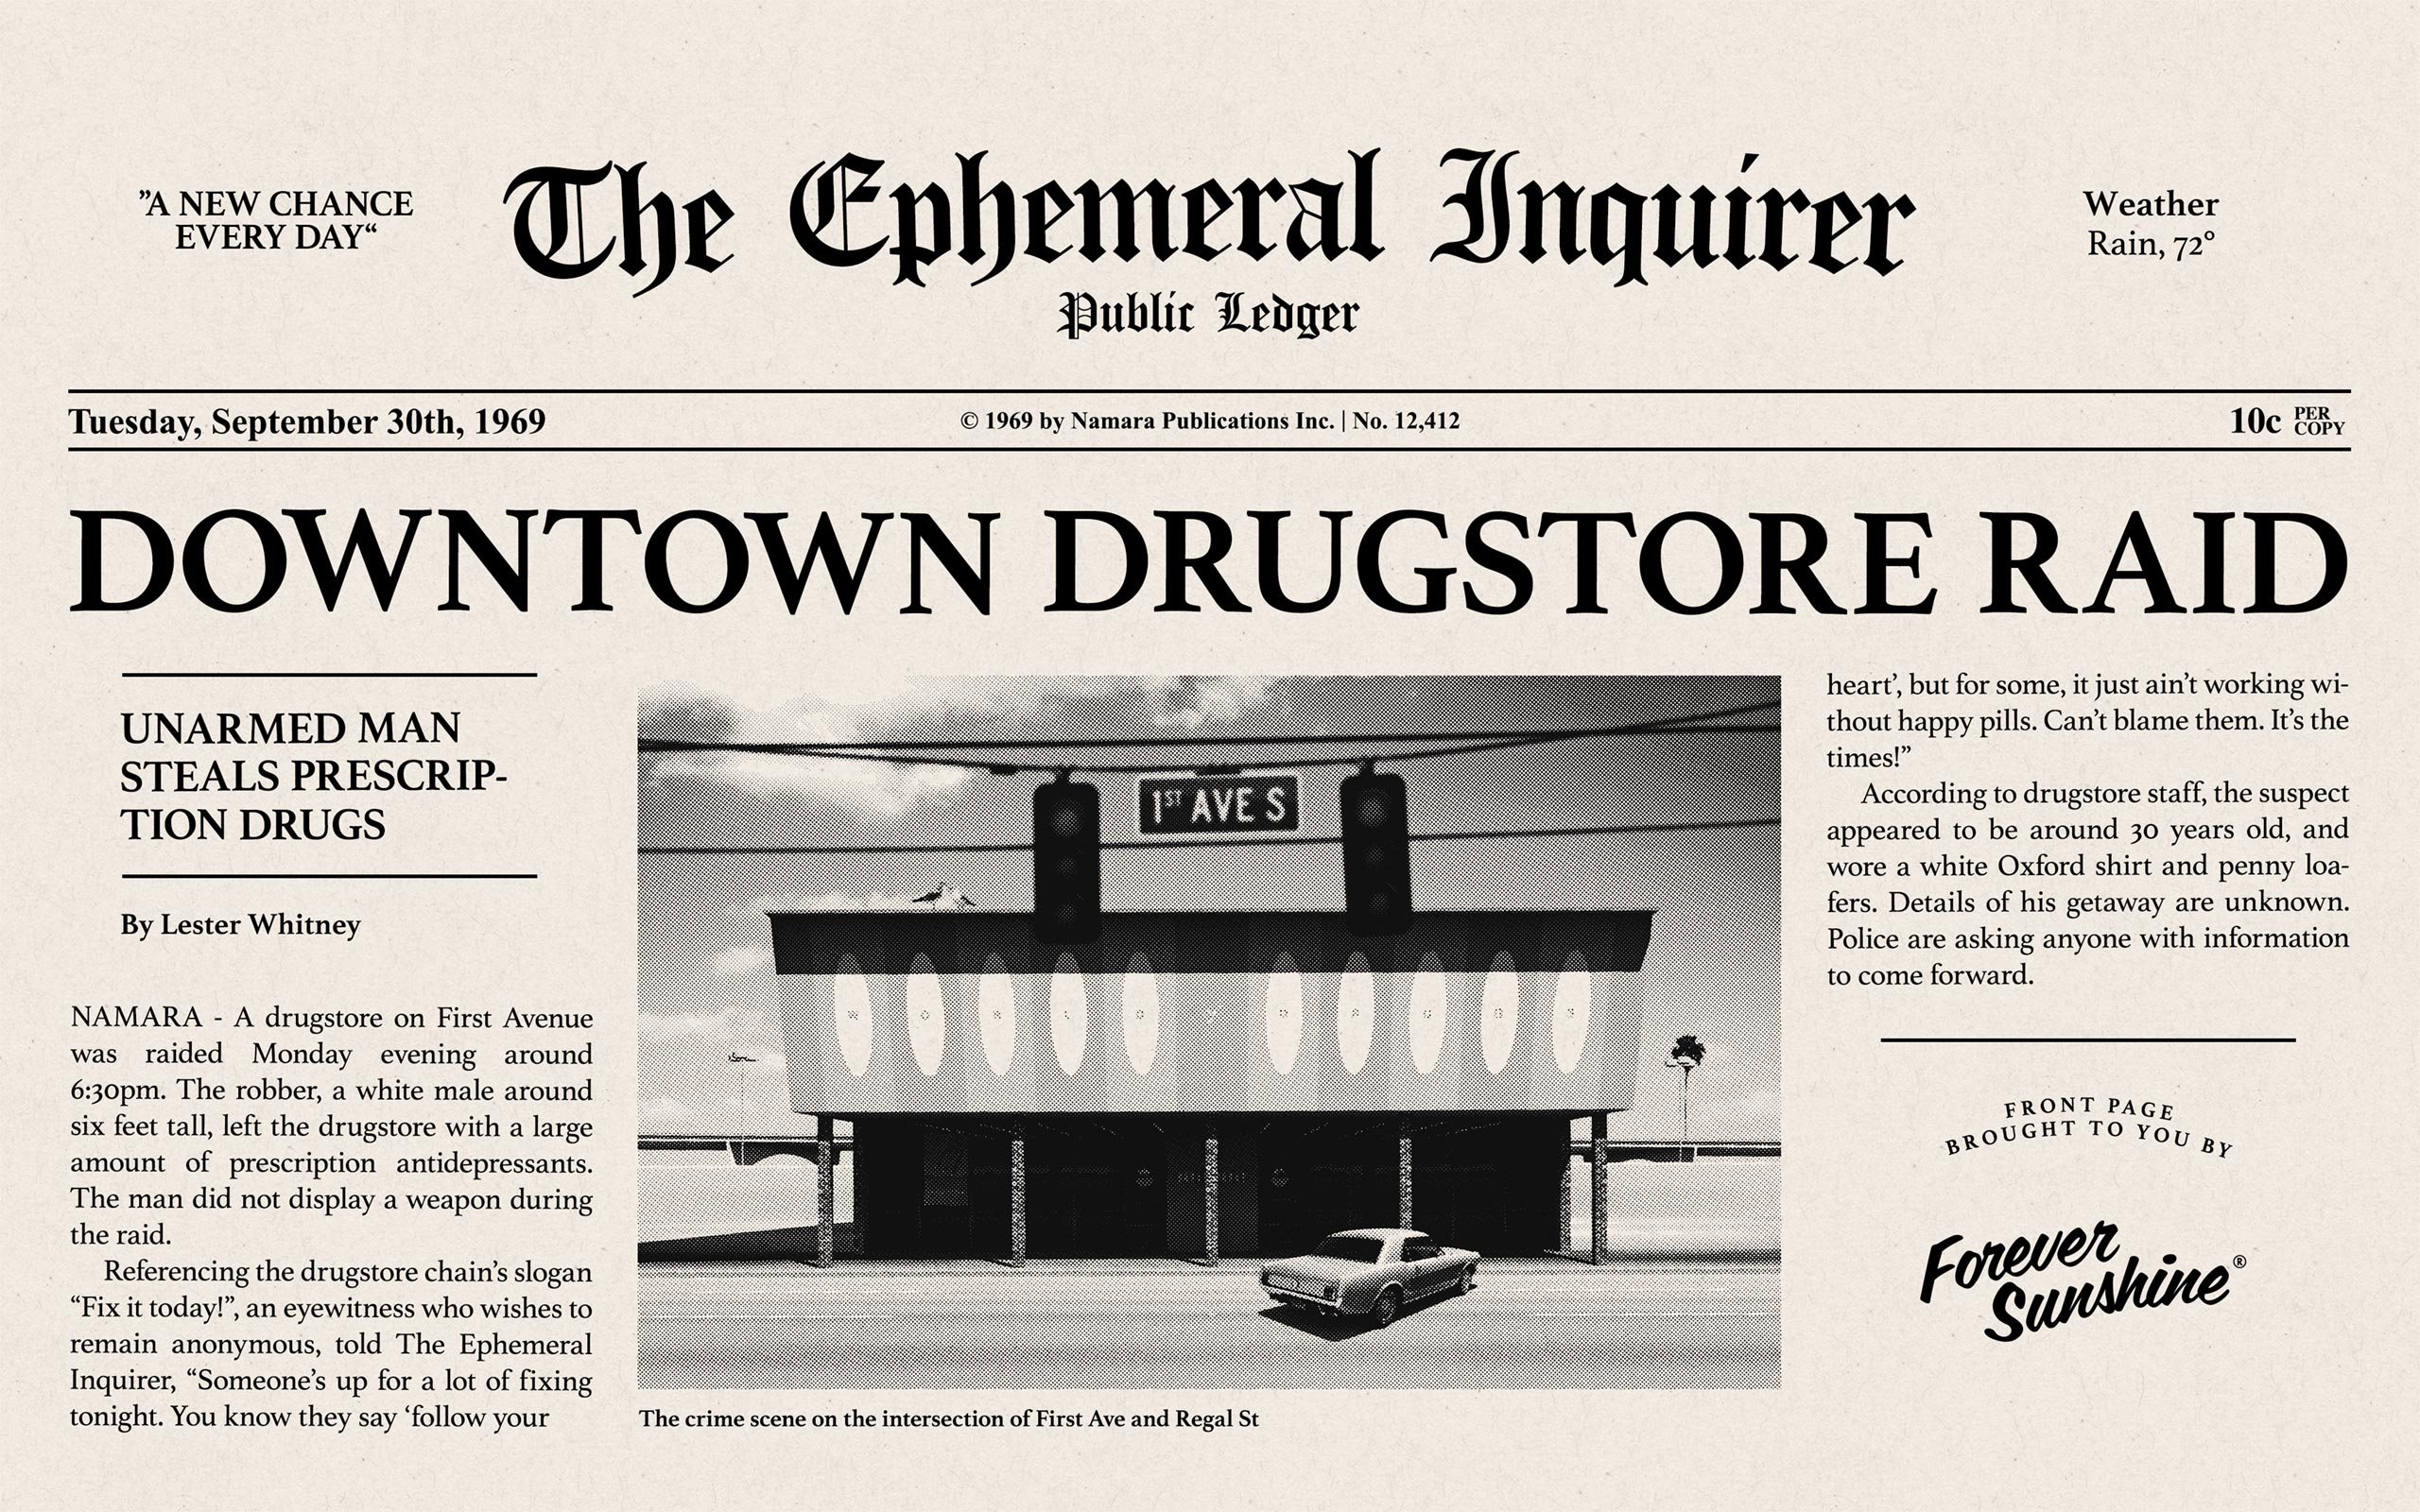 ”A NEW CHANCE
EVERY DAY“
The Ephemeral Inquirer
Public Ledger
Weather
Rain, 72°
Tuesday, September 30th, 1969
© 1969 by Namara Publications Inc. | No. 12,412
10c PER COPY
DOWNTOWN DRUGSTORE RAID
UNARMED MAN
STEALS PRESCRIP-
TION DRUGS
By Lester Whitney
NAMARA - A drugstore on First Avenue
was raided Monday evening around
6:30pm. The robber, a white male around
six feet tall, left the drugstore with a large
amount of prescription antidepressants.
The man did not display a weapon during
the raid.
Referencing the drugstore chain’s slogan
“Fix it today!”, an eyewitness who wishes to
remain anonymous, told The Ephemeral
Inquirer, “Someone’s up for a lot of fixing
tonight. You know they say ‘follow your
1ST AVE S
The crime scene on the intersection of First Ave and Regal St
heart’, but for some, it just ain’t working wi-
thout happy pills. Can’t blame them. It’s the
times!”
According to drugstore staff, the suspect
appeared to be around 30 years old, and
wore a white Oxford shirt and penny loa-
fers. Details of his getaway are unknown.
Police are asking anyone with information
to come forward.
FRONT PAGE
BROUGHT TO YOU BY
Forever
Sunshine®